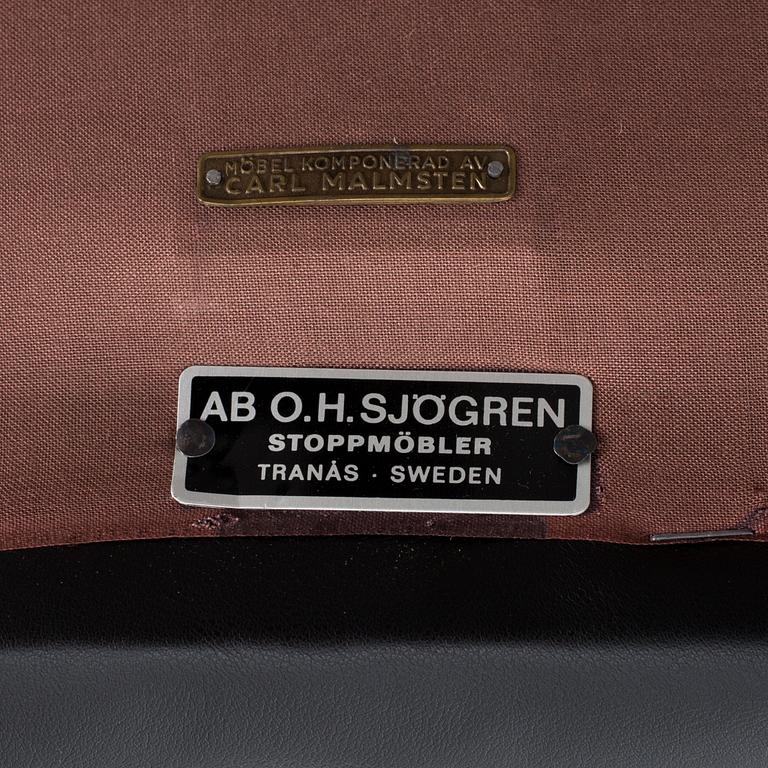 MÖBEL KOMPONERAD AV
CARL MALMSTEN
AB O.H. SJÖGREN
STOPPMÖBLER
TRANÅS · SWEDEN